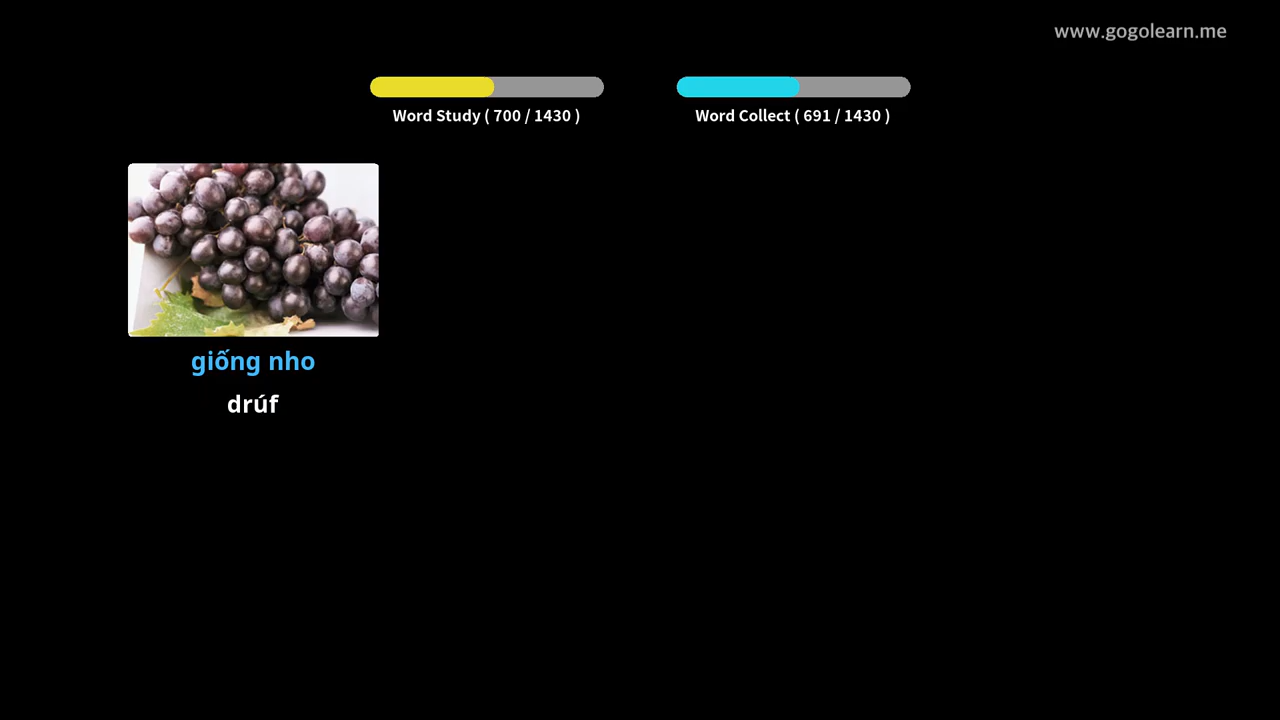 www.gogolearn.me
Word Study ( 700 / 1430 )
Word Collect ( 691 / 1430 )
giống nho
drúf